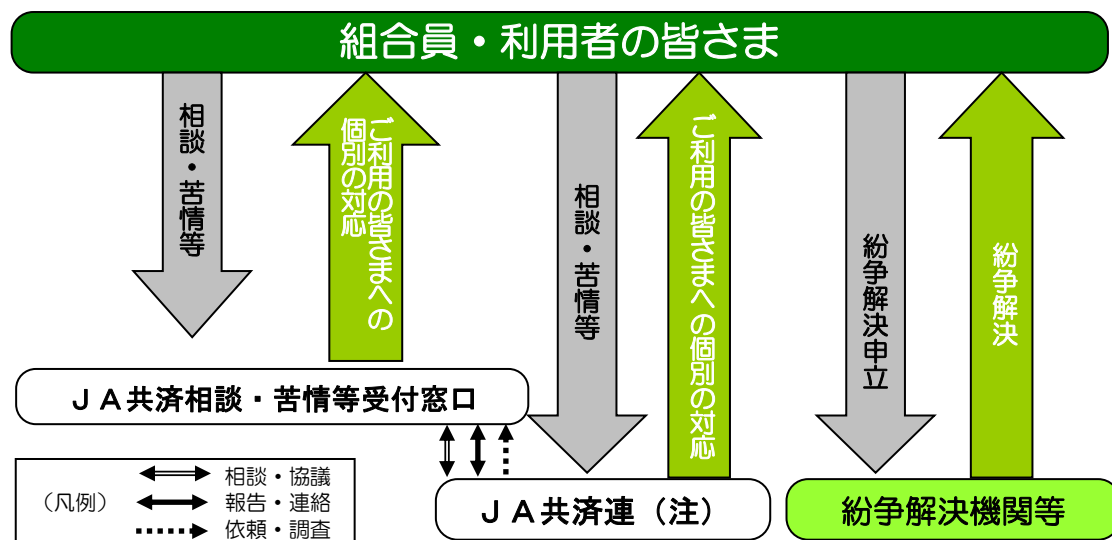 組合員・利用者の皆さま
相談・苦情等
ご利用の皆さまへの
個別の対応
相談・苦情等
ご利用の皆さまへの個別の対応
紛争解決申立
紛争解決
ＪＡ共済相談・苦情等受付窓口
（凡例）
相談・協議
報告・連絡
依頼・調査
ＪＡ共済連（注）
紛争解決機関等